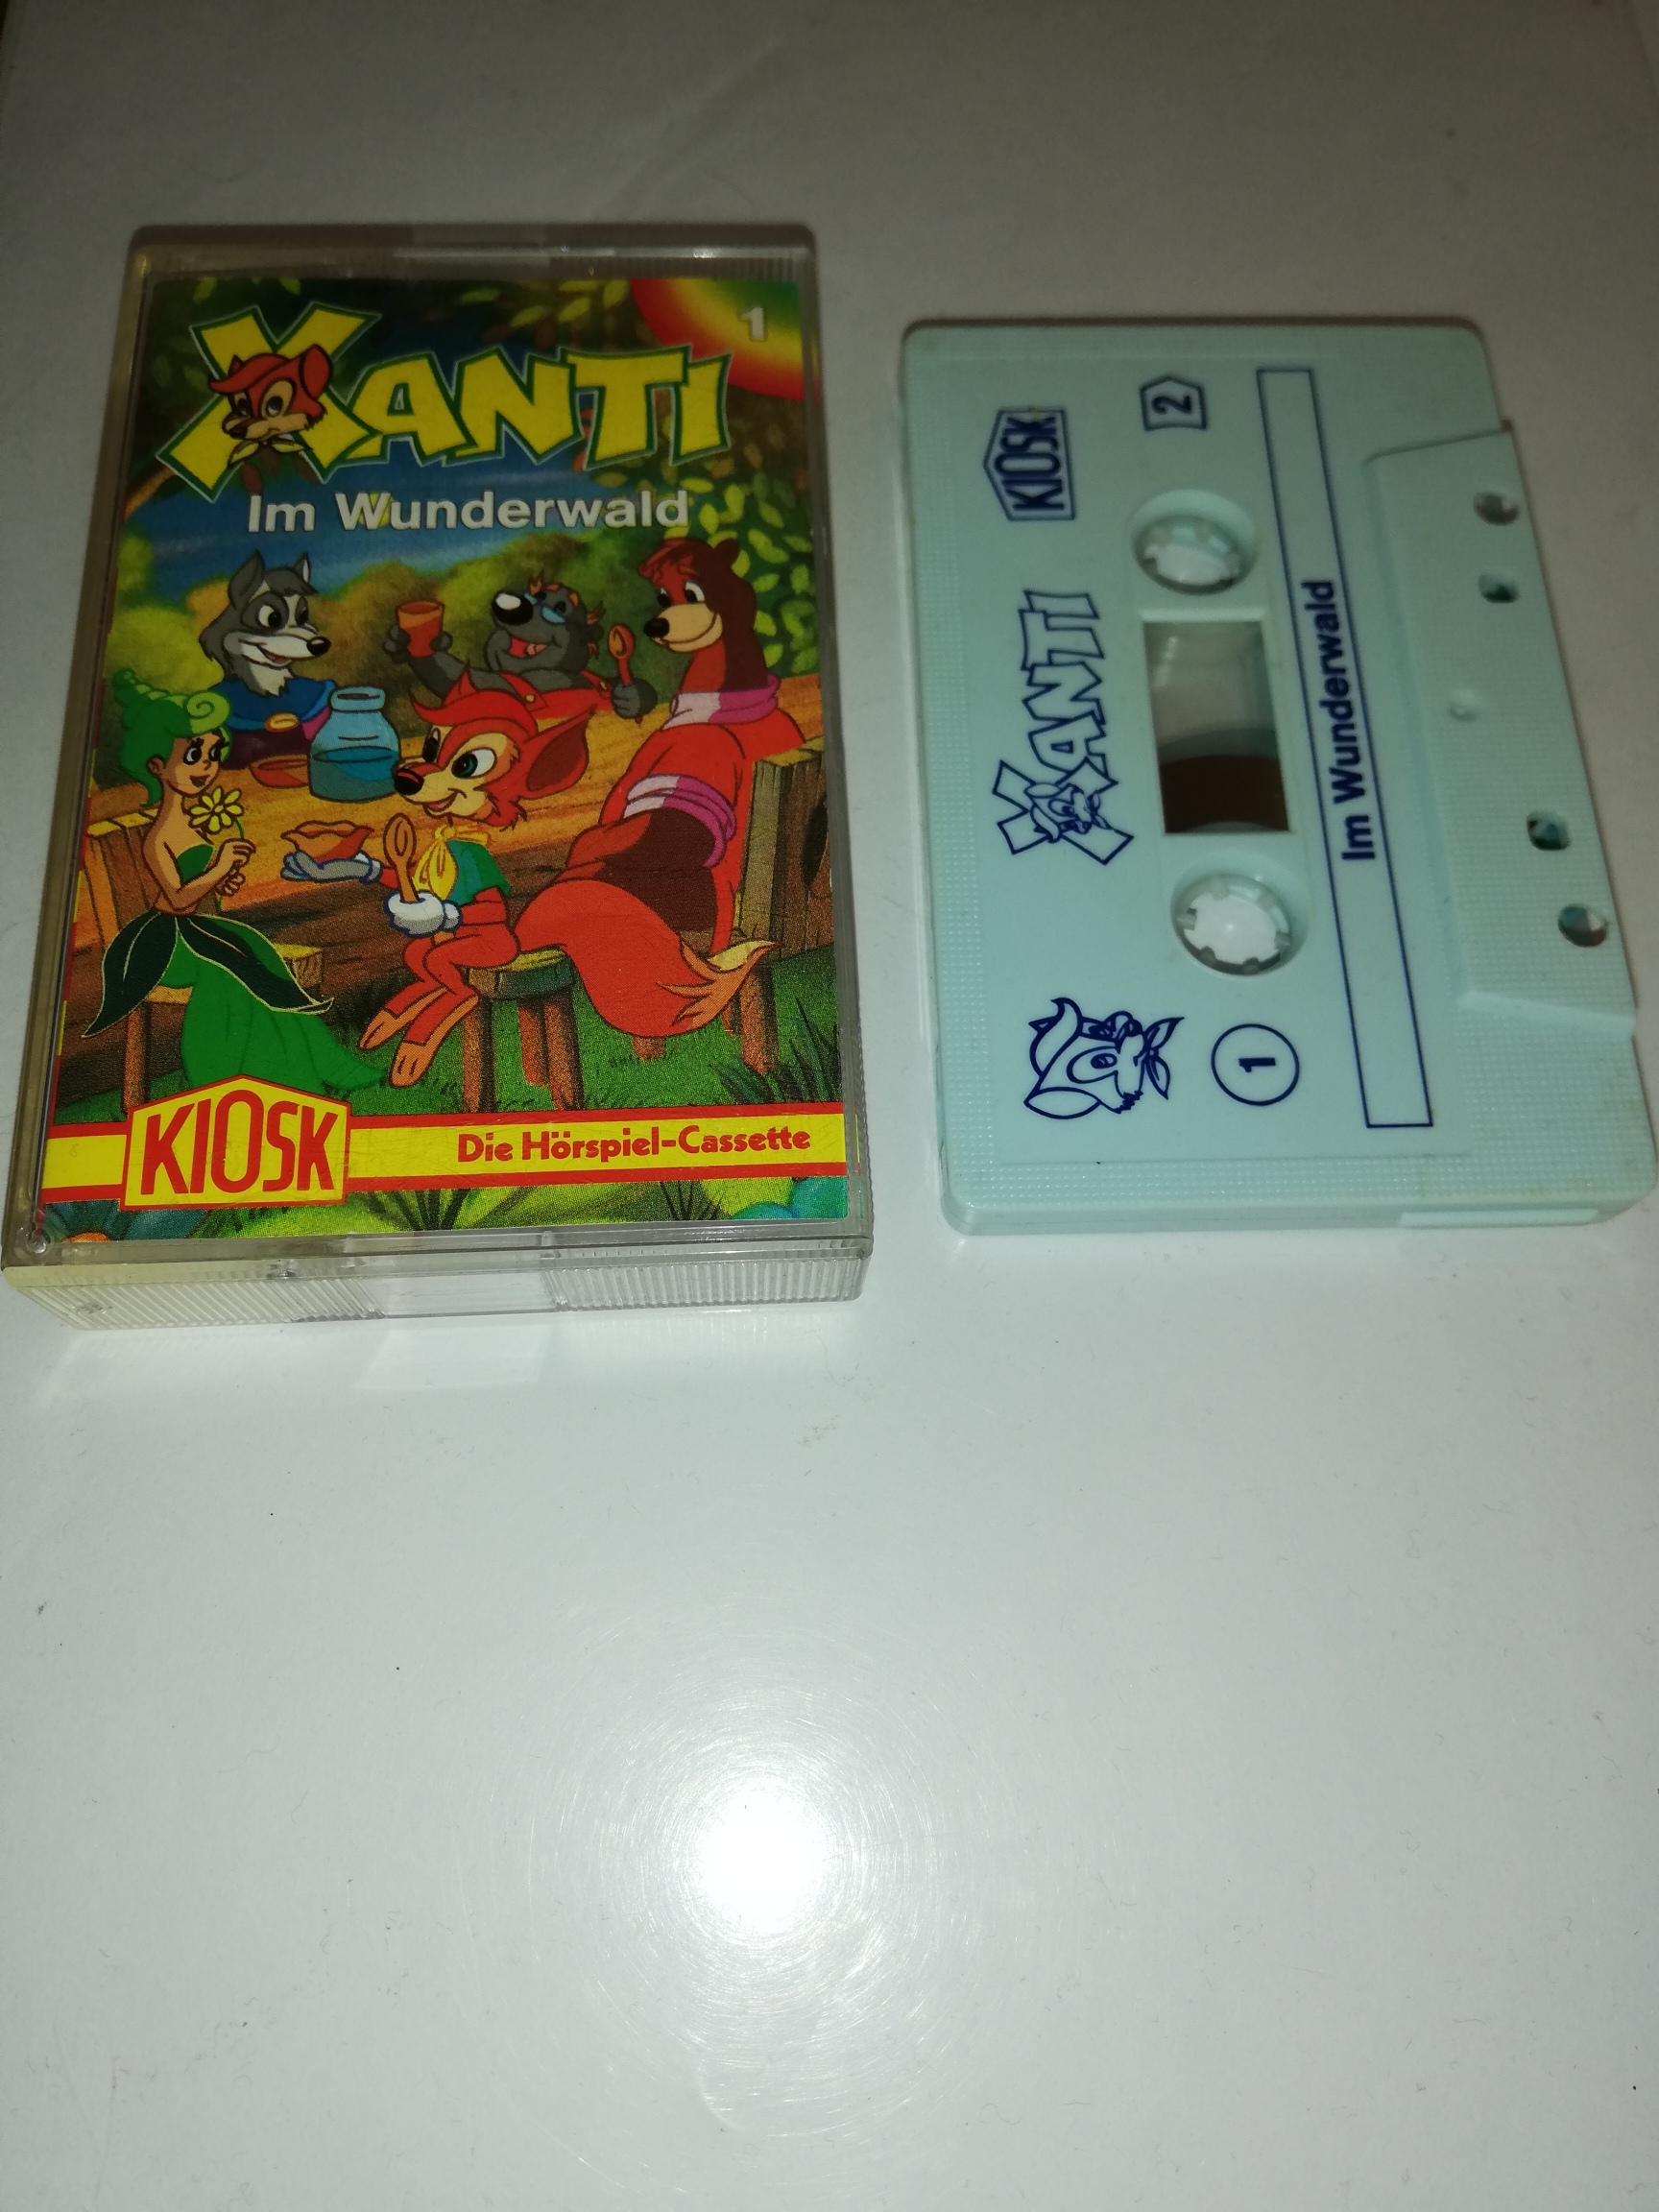 1
XANTI
Im Wunderwald
KIOSK
Die Hörspiel-Cassette
KIOSK
2
XANTI
Im Wunderwald
1